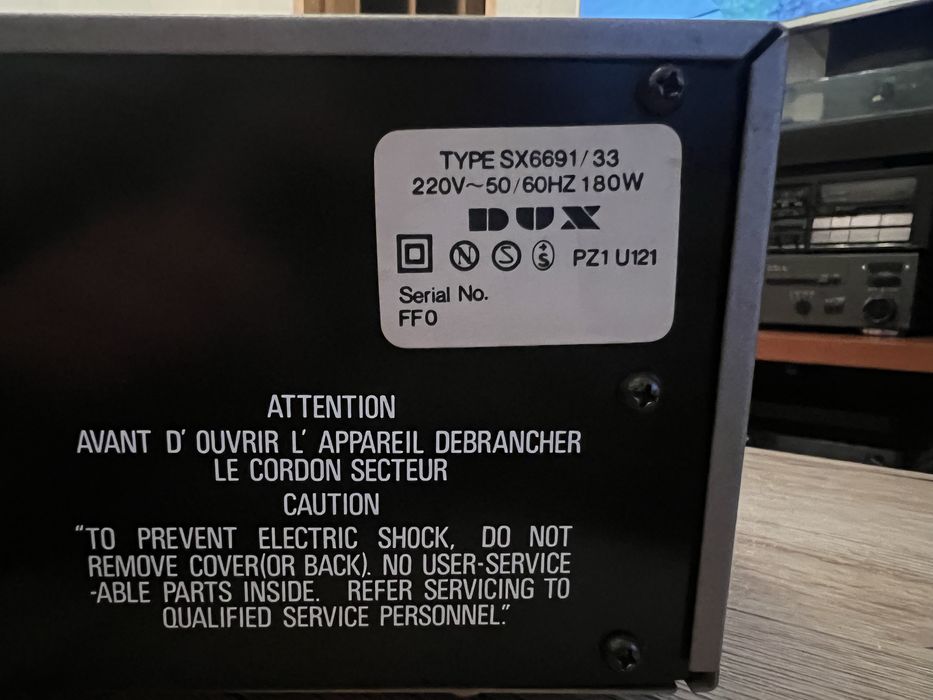 TYPE SX6691/33
220V~50/60HZ 180W
DUX
N S S PZ1 U121
Serial No.
FF0
ATTENTION
AVANT D' OUVRIR L' APPAREIL DEBRANCHER
LE CORDON SECTEUR
CAUTION
"TO PREVENT ELECTRIC SHOCK, DO NOT
REMOVE COVER(OR BACK). NO USER-SERVICE
-ABLE PARTS INSIDE. REFER SERVICING TO
QUALIFIED SERVICE PERSONNEL."